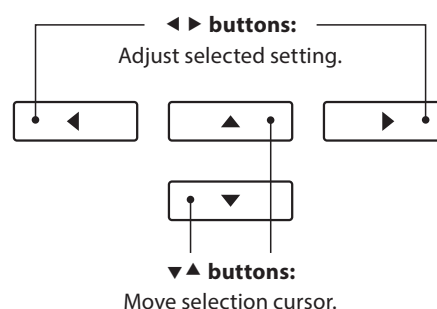 ◀ ▶ buttons:
Adjust selected setting.
▼▲ buttons:
Move selection cursor.